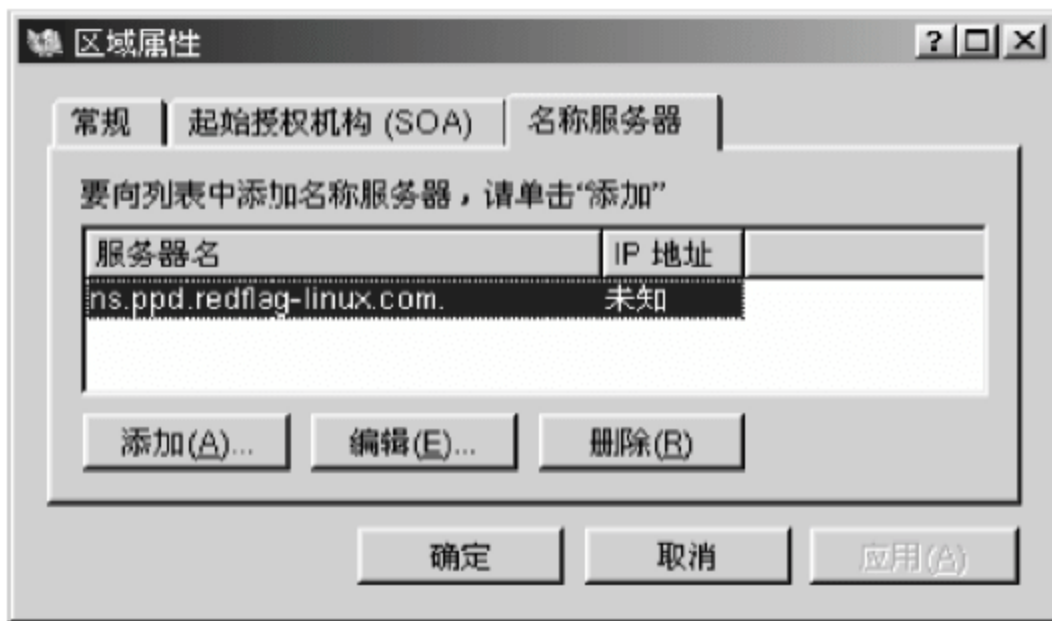 区域属性
常规 起始授权机构 (SOA) 名称服务器
要向列表中添加名称服务器，请单击“添加”
服务器名 IP 地址
ns.ppd.redflag-linux.com. 未知
添加(A)... 编辑(E)... 删除(R)
确定 取消 应用(A)